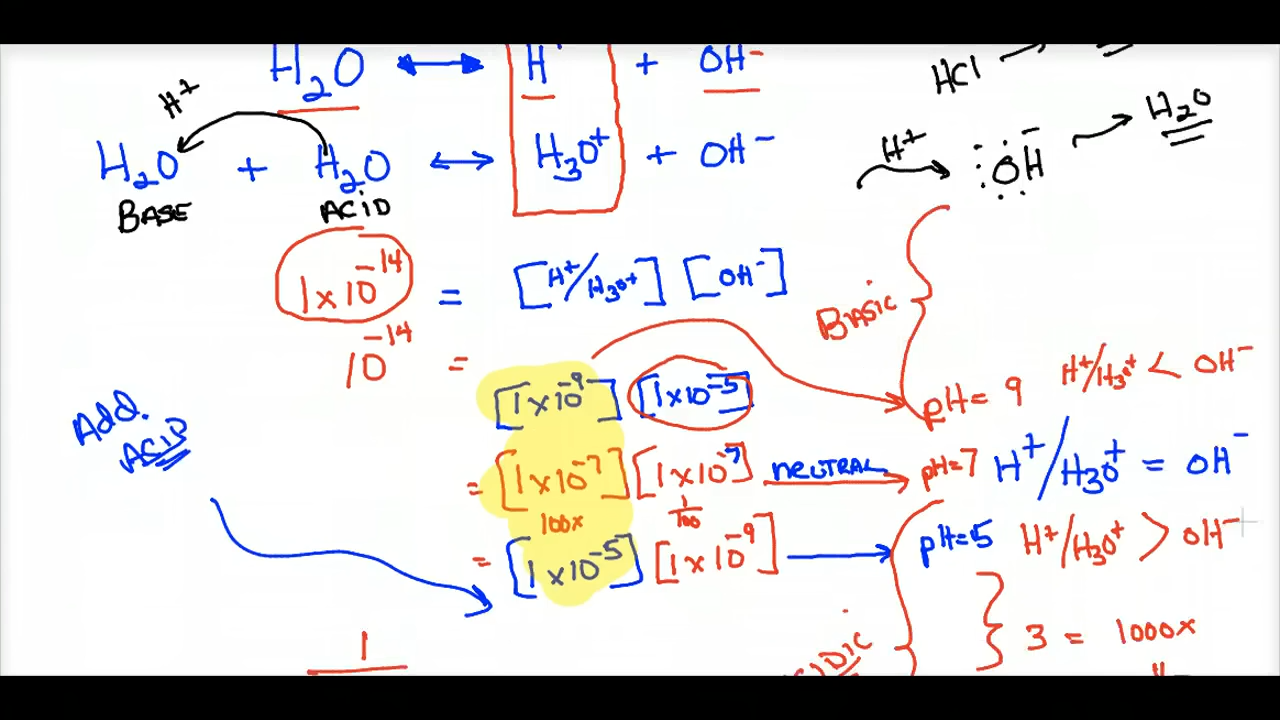 H₂O ↔ H⁺ + OH⁻
HCl →
H⁺
H₂O + H₂O ↔ H₃O⁺ + OH⁻
BASE ACID
H⁺ OH⁻ → H₂O
1x10⁻¹⁴ = [H⁺/H₃O⁺] [OH⁻]
BASIC
10⁻¹⁴ = [1x10⁻⁹] [1x10⁻⁵]
pH= 9 H⁺/H₃O⁺ < OH⁻
Add.
ACID
= [1x10⁻⁷] [1x10⁻⁷] NEUTRAL → pH=7 H⁺/H₃O⁺ = OH⁻
100x 1/100
= [1x10⁻⁵] [1x10⁻⁹] → pH=5 H⁺/H₃O⁺ > OH⁻
3 = 1000x
1
CIDIC